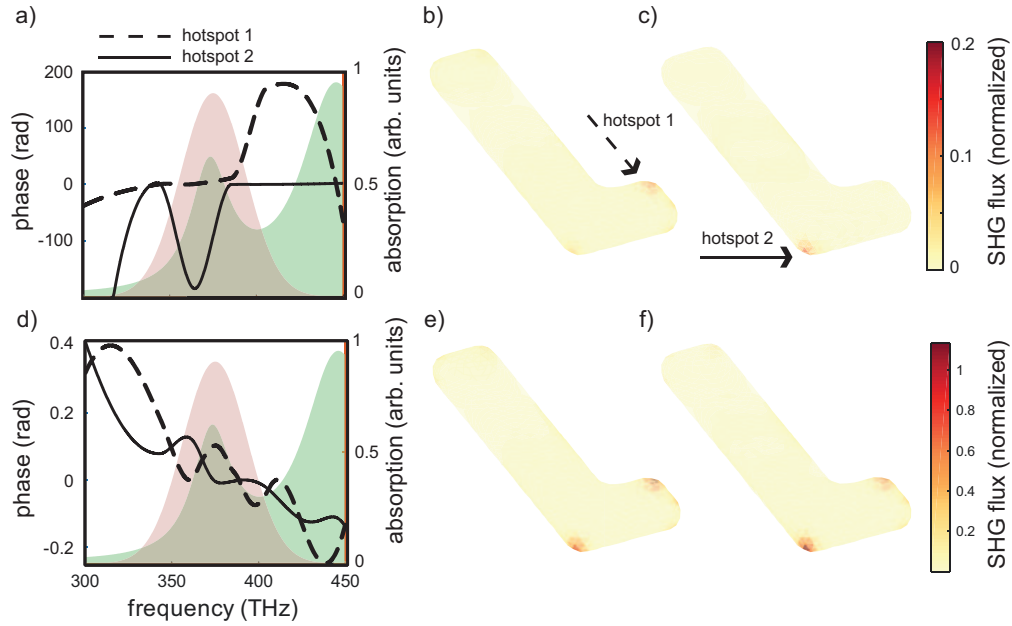 a)
b)
c)
hotspot 1
hotspot 2
200
100
0
-100
phase (rad)
1
0.5
0
absorption (arb. units)
hotspot 1
hotspot 2
0.2
0.1
0
SHG flux (normalized)
d)
e)
f)
0.4
0.2
0
-0.2
phase (rad)
1
0.5
0
absorption (arb. units)
300
350
400
450
frequency (THz)
1
0.8
0.6
0.4
0.2
SHG flux (normalized)